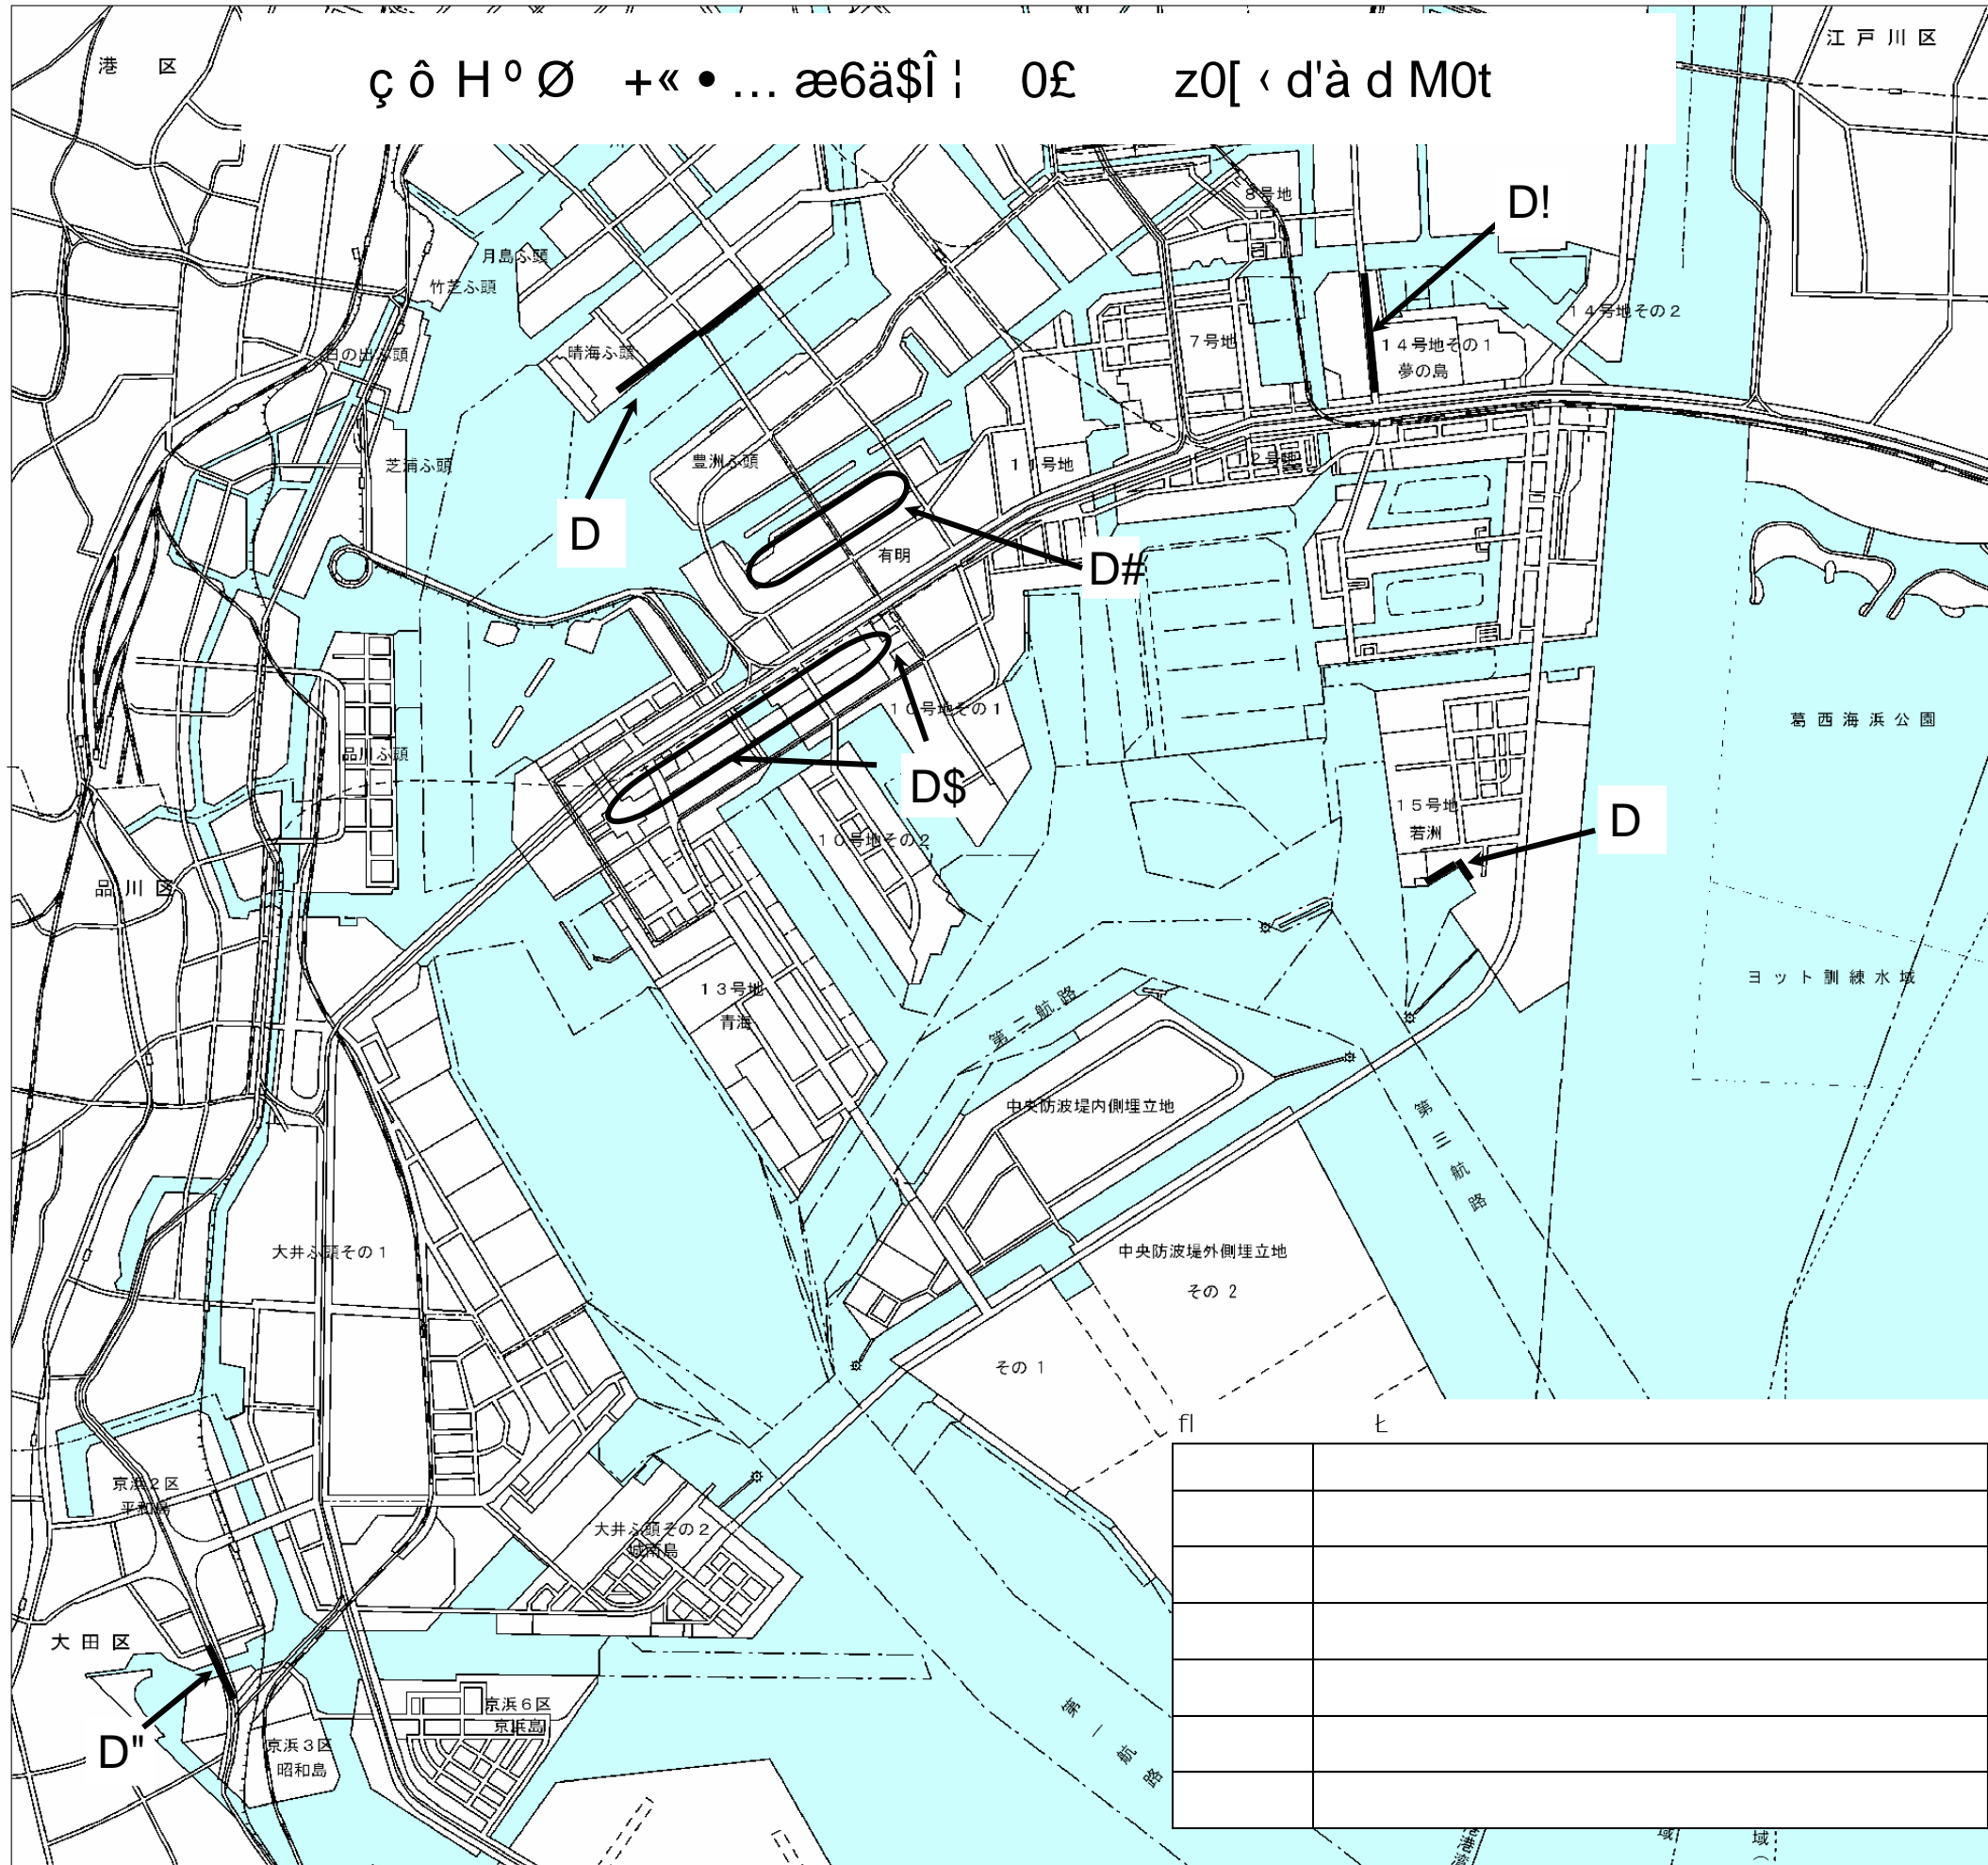 港 区
江 戸 川 区
ç ô H º Ø +« • … æ6ä$Î ¦ 0£ z0[ ‹ d'à d M0t
8号地
D!
月島ふ頭
竹芝ふ頭
14号地その2
日の出ふ頭
晴海ふ頭
7号地
14号地その1
夢の島
芝浦ふ頭
豊洲ふ頭
11号地
12号地
D
有明
D#
10号地その1
葛 西 海 浜 公 園
品川ふ頭
D$
15号地
若洲
D
10号地その2
品 川 区
13号地
青海
ヨ ッ ト 訓 練 水 域
第二航路
中央防波堤内側埋立地
第三航路
大井ふ頭その1
中央防波堤外側埋立地
その 2
その 1
ﬂ Ł
京浜2区
平和島
大井ふ頭その2
城南島
大 田 区
D"
京浜6区
京浜島
京浜3区
昭和島
第一航路
港湾
域
域（